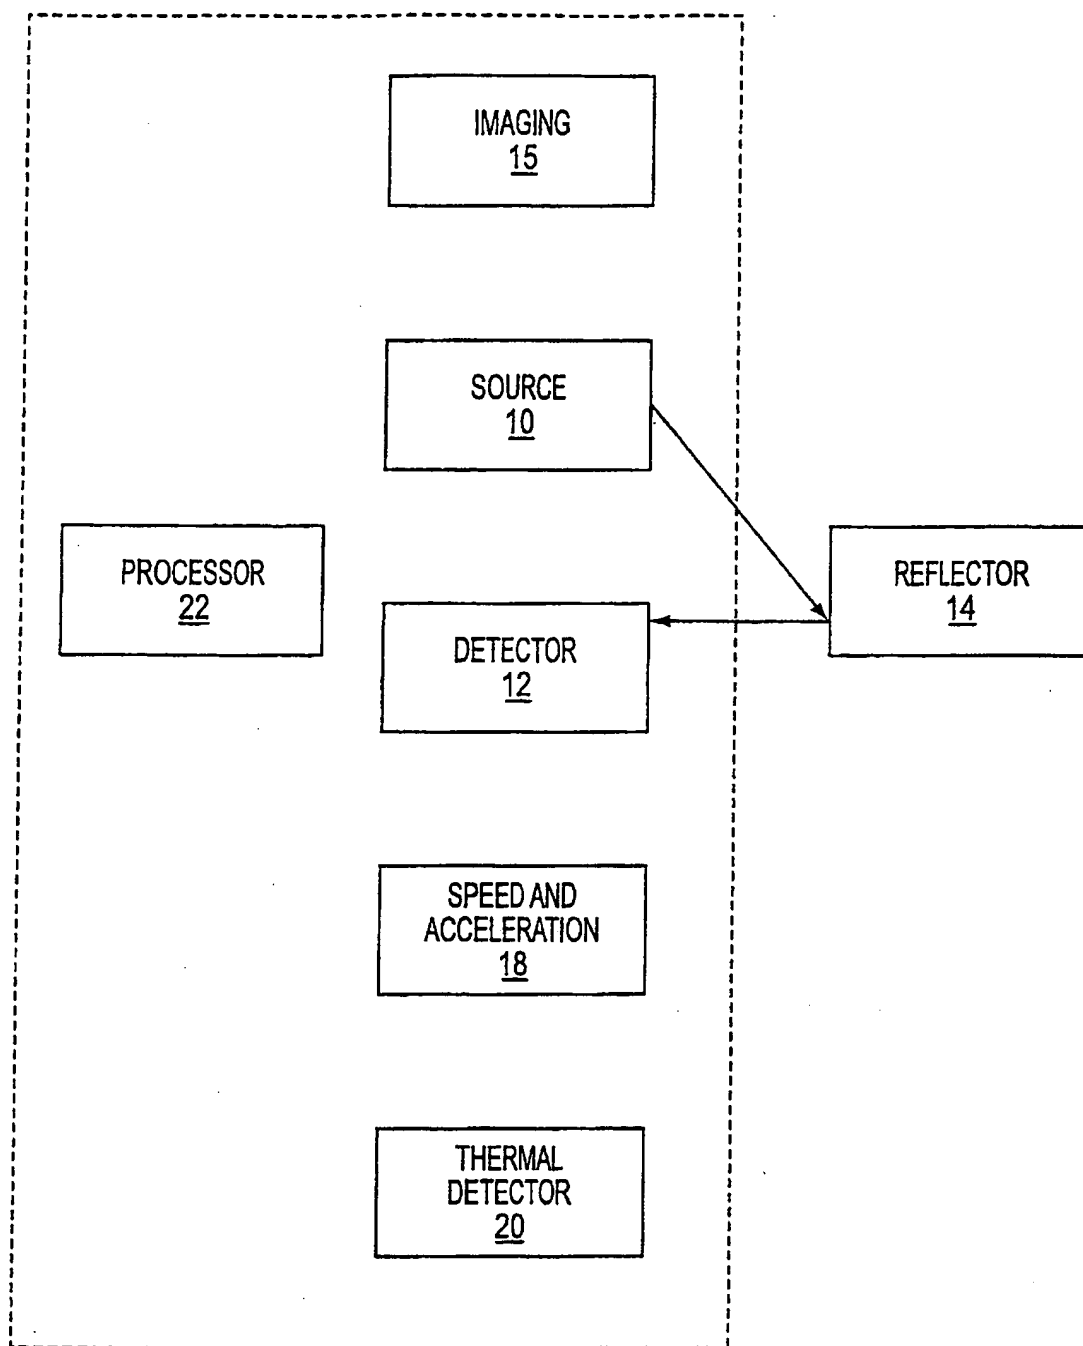 IMAGING
15
SOURCE
10
PROCESSOR
22
DETECTOR
12
REFLECTOR
14
SPEED AND
ACCELERATION
18
THERMAL
DETECTOR
20